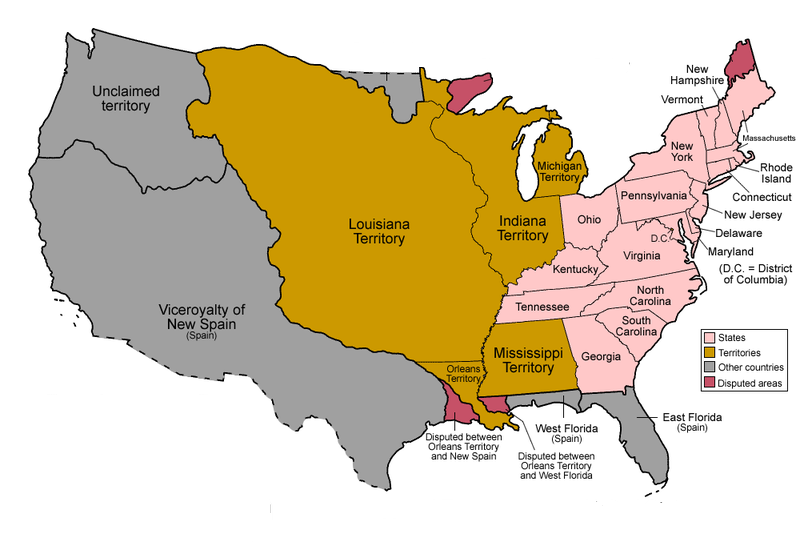 Unclaimed
territory
New
Hampshire
Vermont
Massachusetts
New
York
Michigan
Territory
Rhode
Island
Connecticut
Pennsylvania
New Jersey
Ohio
Indiana
Territory
Louisiana
Territory
D.C.
Delaware
Maryland
Virginia
(D.C. = District
of Columbia)
Kentucky
North
Carolina
Viceroyalty of
New Spain
(Spain)
Tennessee
South
Carolina
States
Territories
Other countries
Disputed areas
Mississippi
Territory
Georgia
Orleans
Territory
East Florida
(Spain)
West Florida
(Spain)
Disputed between
Orleans Territory
and New Spain
Disputed between
Orleans Territory
and West Florida